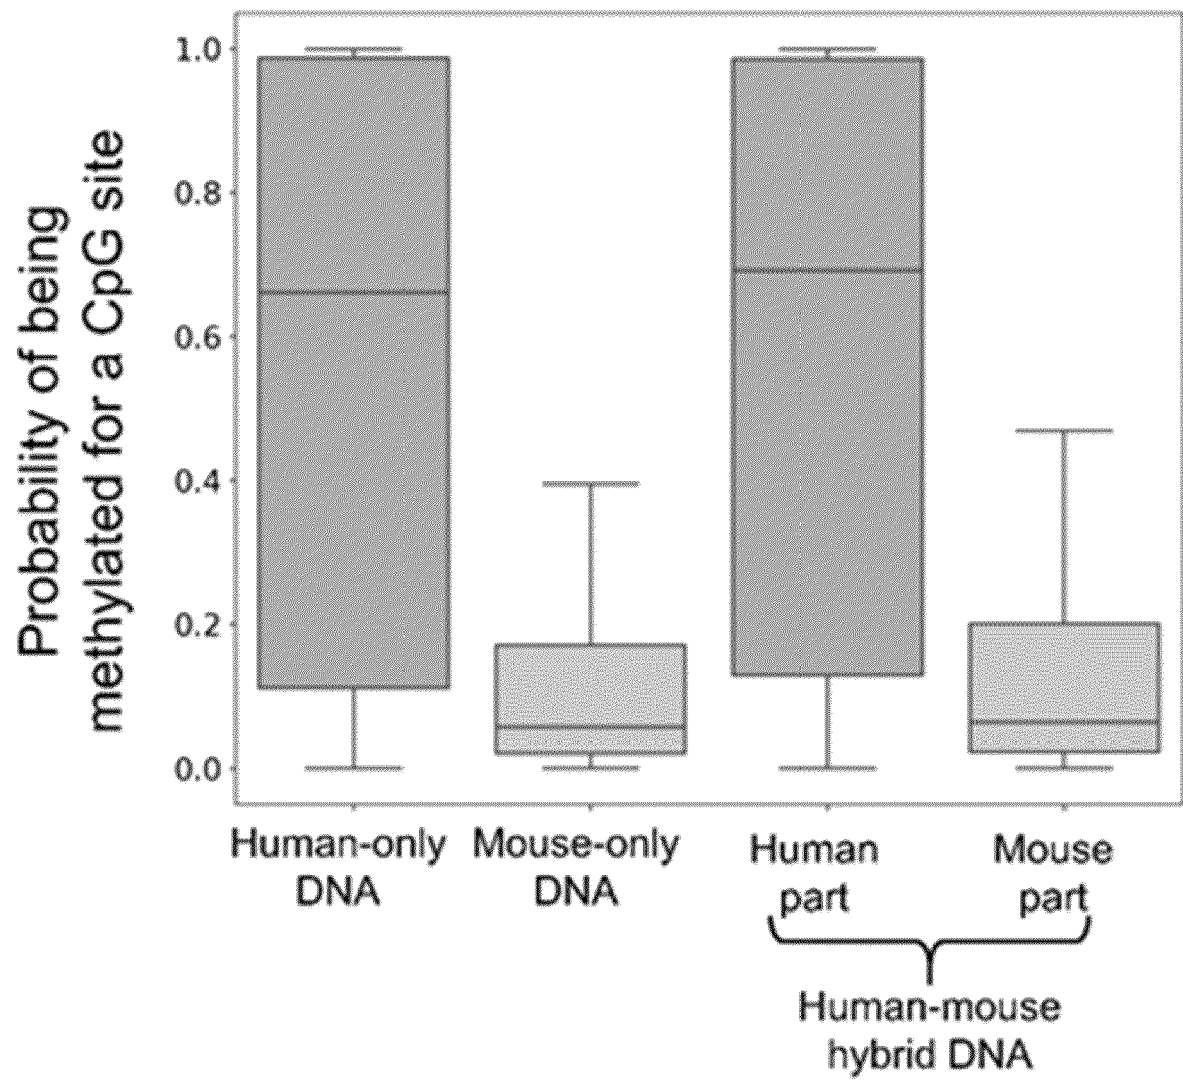 Probability of being
methylated for a CpG site
1.0
0.8
0.6
0.4
0.2
0.0
Human-only
DNA
Mouse-only
DNA
Human
part
Mouse
part
Human-mouse
hybrid DNA